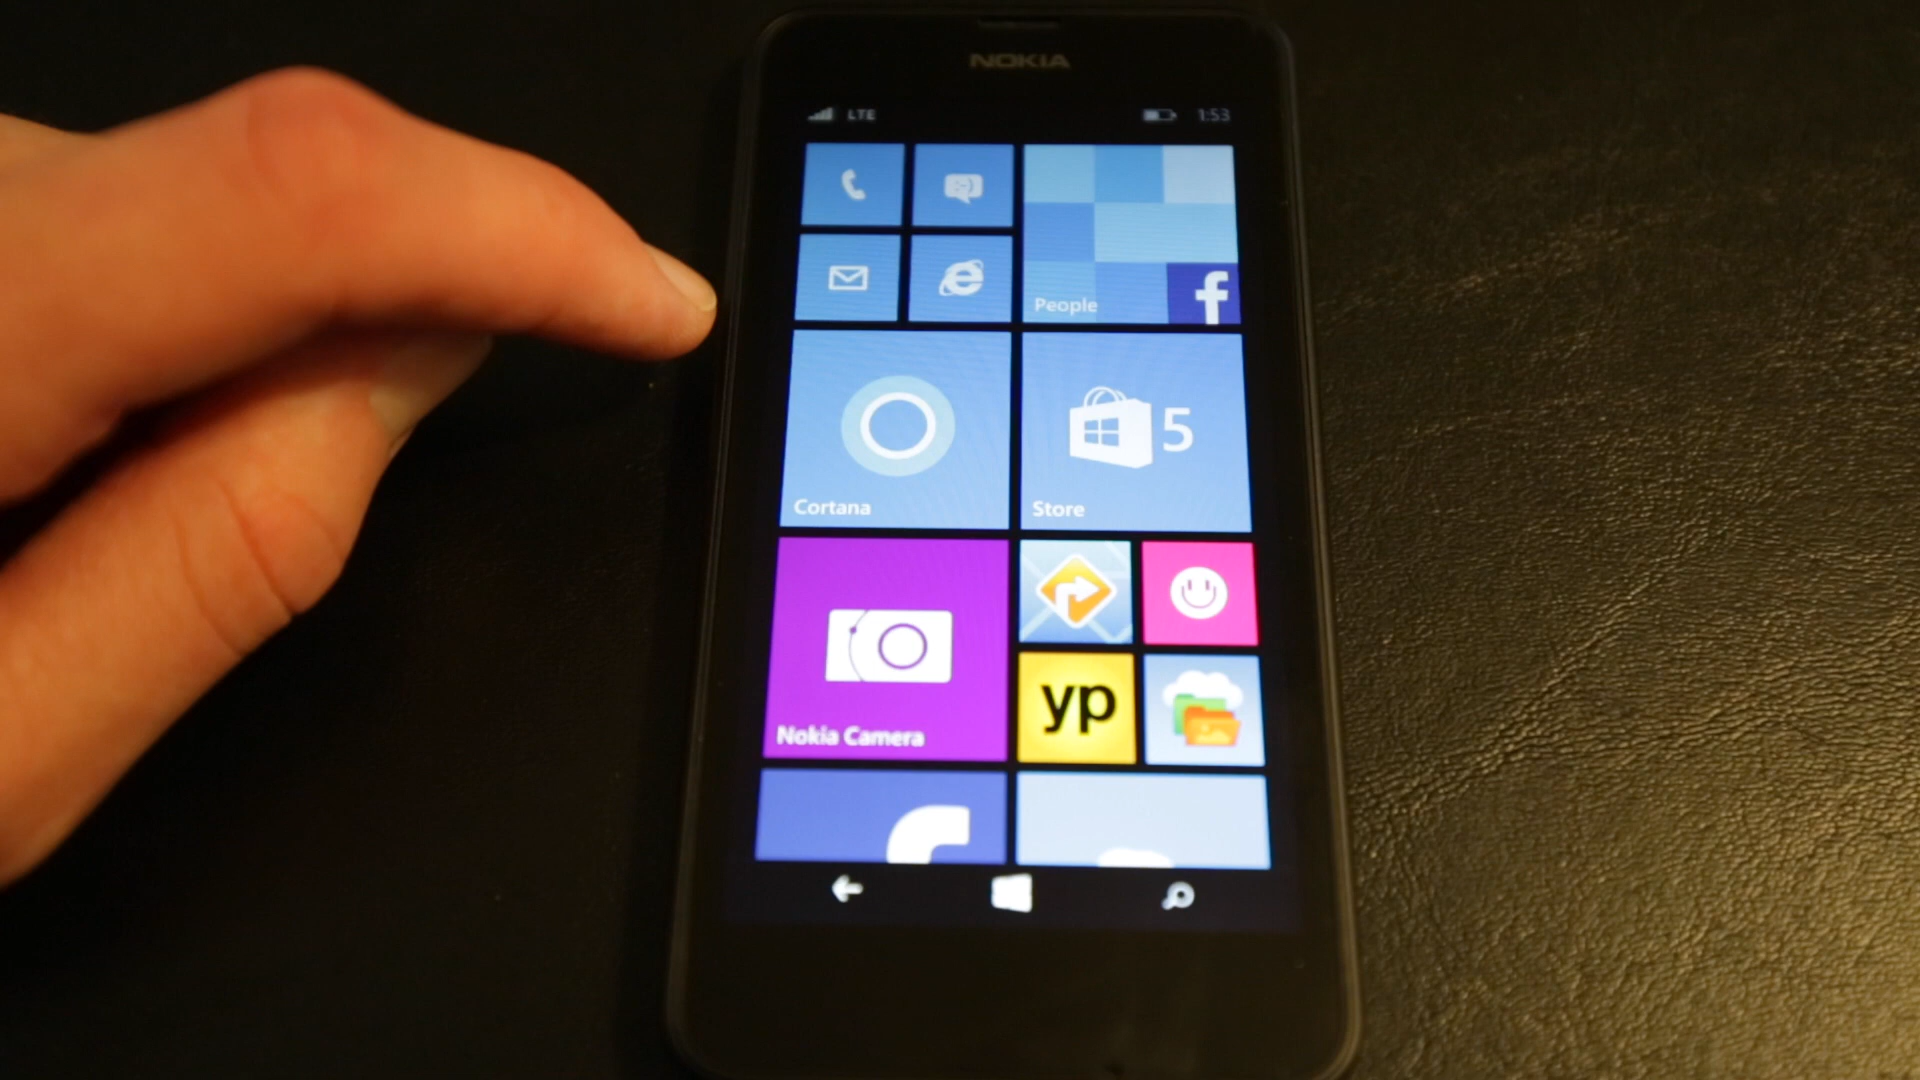 NOKIA
LTE
1:53
People
f
Cortana
5
Store
Nokia Camera
yp